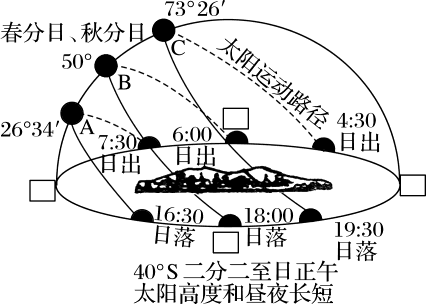 73°26′
春分日、秋分日
C
50°
B
太阳运动路径
26°34′
A
7:30
日出
6:00
日出
4:30
日出
16:30
日落
18:00
日落
19:30
日落
40°S二分二至日正午
太阳高度和昼夜长短